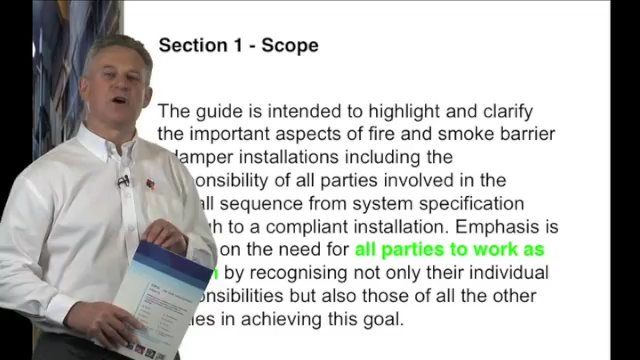 Section 1 - Scope
The guide is intended to highlight and clarify
the important aspects of fire and smoke barrier
damper installations including the
onsibility of all parties involved in the
all sequence from system specification
gh to a compliant installation. Emphasis is
on the need for all parties to work as
by recognising not only their individual
onsibilities but also those of all the other
ies in achieving this goal.